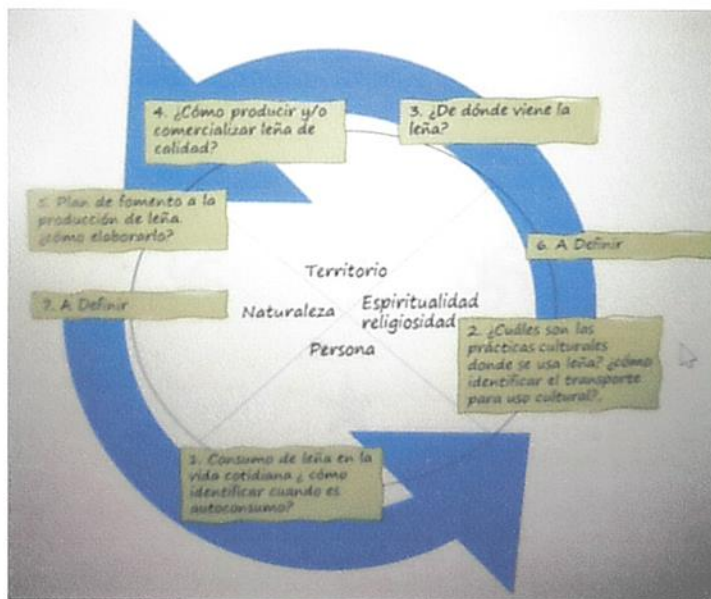 4. ¿Cómo producir y/o
comercializar leña de
calidad?
3. ¿De dónde viene la
leña?
5. Plan de fomento a la
producción de leña.
¿cómo elaborarlo?
6. A Definir
7. A Definir
Territorio
Naturaleza
Espiritualidad
religiosidad
Persona
2. ¿Cuáles son las
prácticas culturales
donde se usa leña? ¿cómo
identificar el transporte
para uso cultural?.
1. Consumo de leña en la
vida cotidiana ¿ cómo
identificar cuando es
autoconsumo?